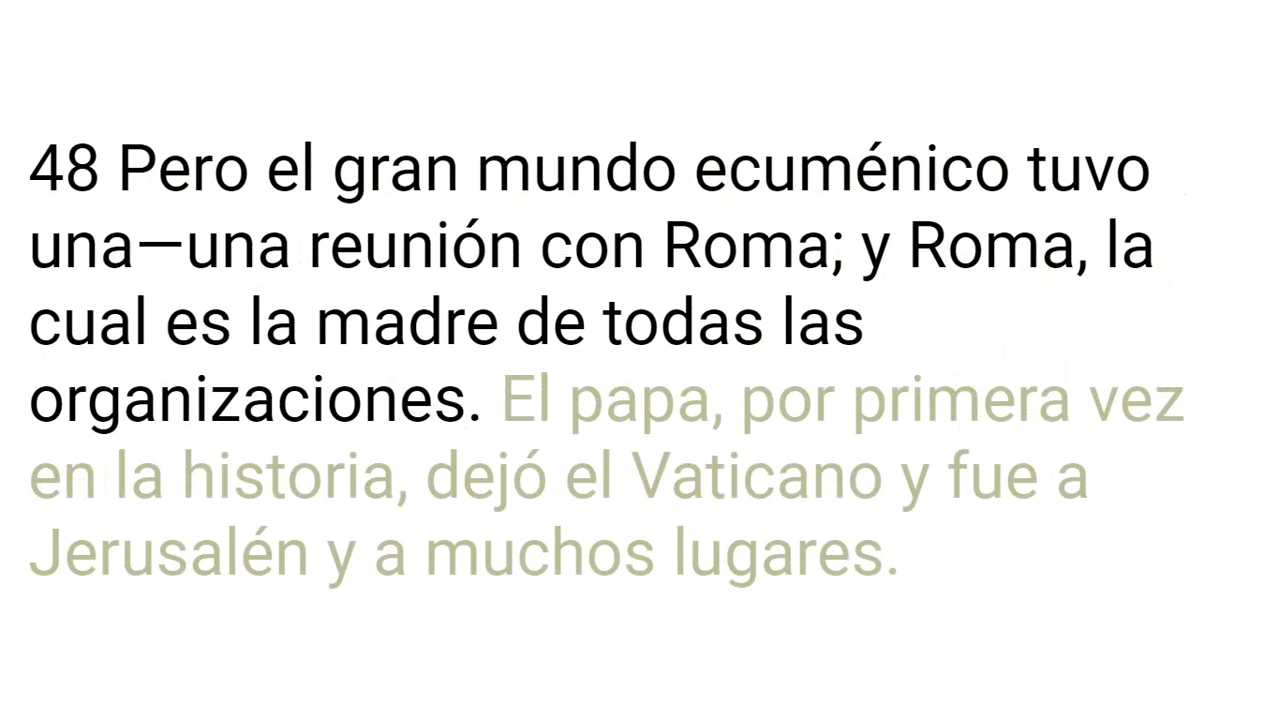 48 Pero el gran mundo ecuménico tuvo
una—una reunión con Roma; y Roma, la
cual es la madre de todas las
organizaciones. El papa, por primera vez
en la historia, dejó el Vaticano y fue a
Jerusalén y a muchos lugares.